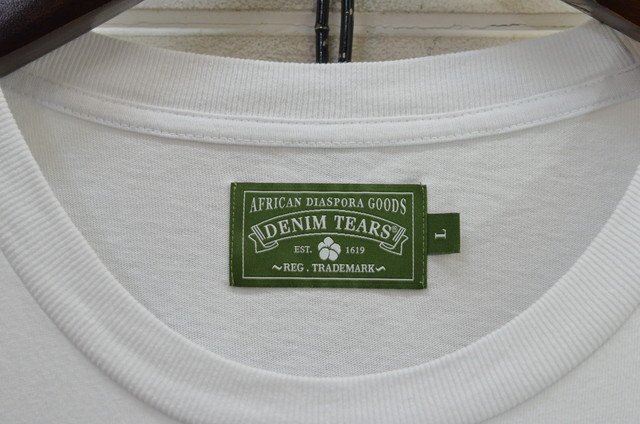 AFRICAN DIASPORA GOODS
DENIM TEARS®
EST. 1619
~REG. TRADEMARK~
L